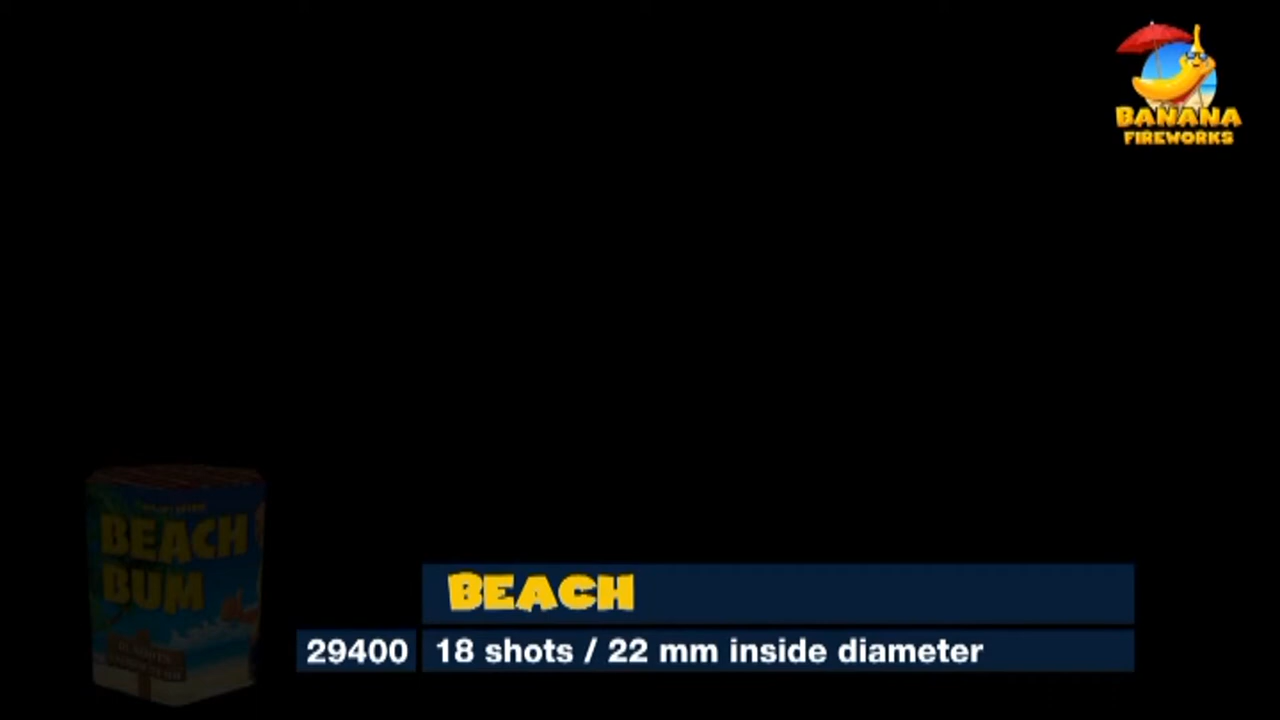 BANANA
FIREWORKS
BEACH
BUM
BEACH
29400
18 shots / 22 mm inside diameter